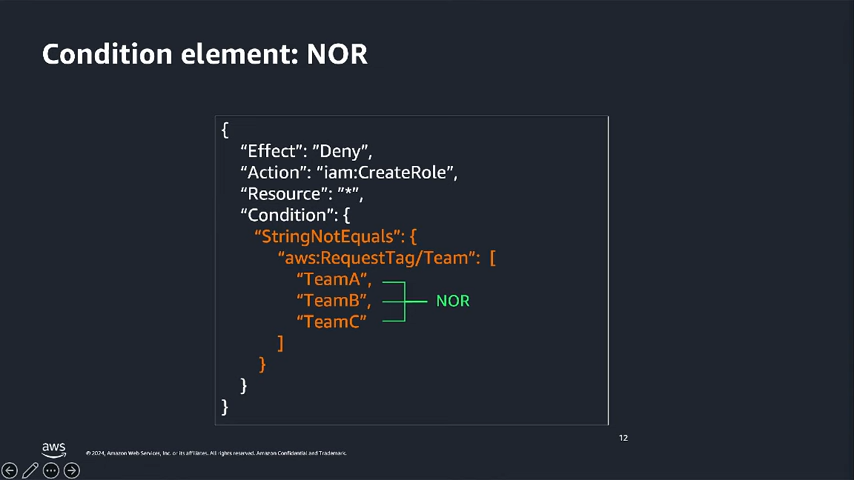 Condition element: NOR
{
“Effect”: ”Deny”,
“Action”: “iam:CreateRole”,
“Resource”: ”*”,
“Condition”: {
“StringNotEquals”: {
“aws:RequestTag/Team”: [
“TeamA”,
“TeamB”,
“TeamC”
NOR
]
}
}
}
12
aws
© 2024, Amazon Web Services, Inc. or its affiliates. All rights reserved. Amazon Confidential and Trademark.